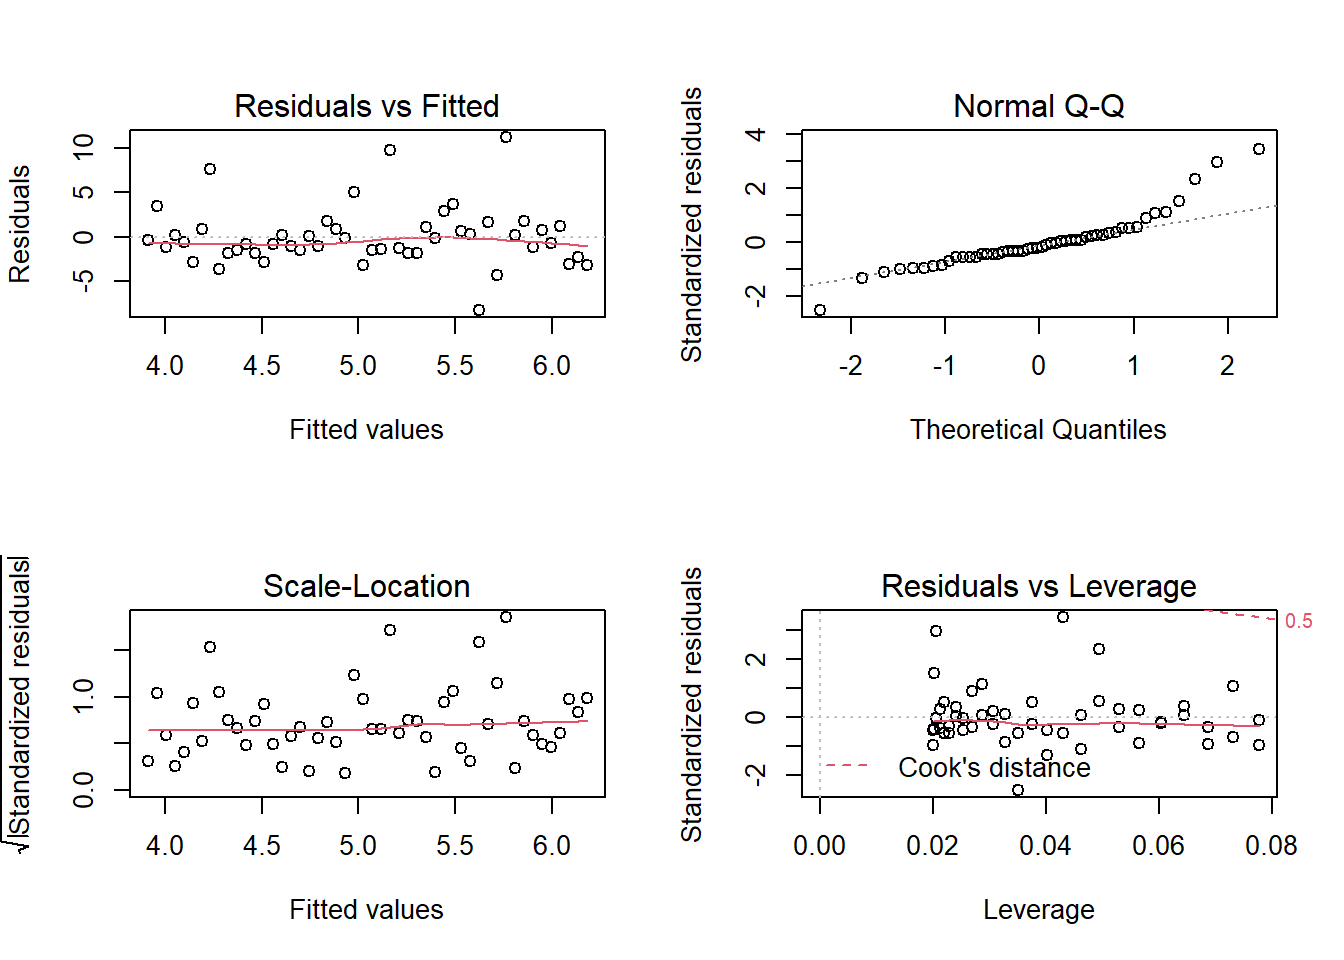 Residuals vs Fitted
Residuals
10
5
0
-5
4.0 4.5 5.0 5.5 6.0
Fitted values
Normal Q-Q
Standardized residuals
4
2
0
-2
-2 -1 0 1 2
Theoretical Quantiles
Scale-Location
√|Standardized residuals|
1.0
0.0
4.0 4.5 5.0 5.5 6.0
Fitted values
Residuals vs Leverage
Standardized residuals
2
0
-2
0.5
Cook's distance
0.00 0.02 0.04 0.06 0.08
Leverage